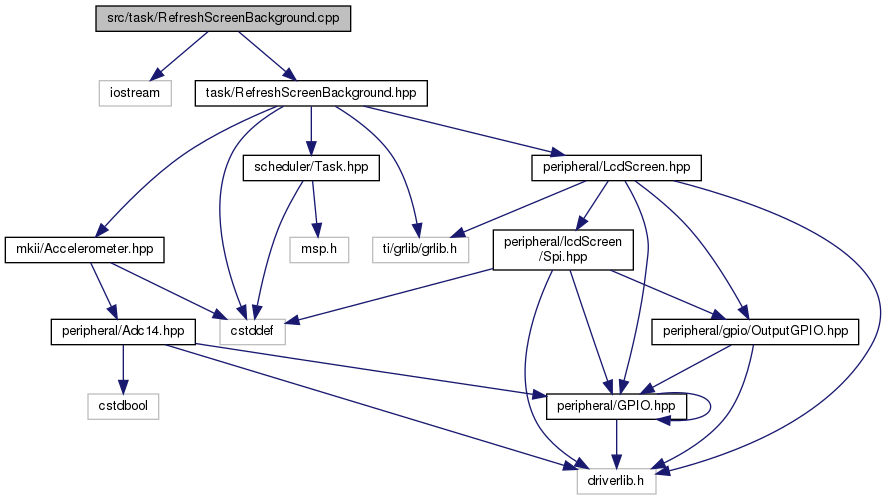 src/task/RefreshScreenBackground.cpp
iostream
task/RefreshScreenBackground.hpp
scheduler/Task.hpp
peripheral/LcdScreen.hpp
mkii/Accelerometer.hpp
msp.h
ti/grlib/grlib.h
peripheral/lcdScreen
/Spi.hpp
peripheral/Adc14.hpp
cstddef
peripheral/gpio/OutputGPIO.hpp
cstdbool
peripheral/GPIO.hpp
driverlib.h